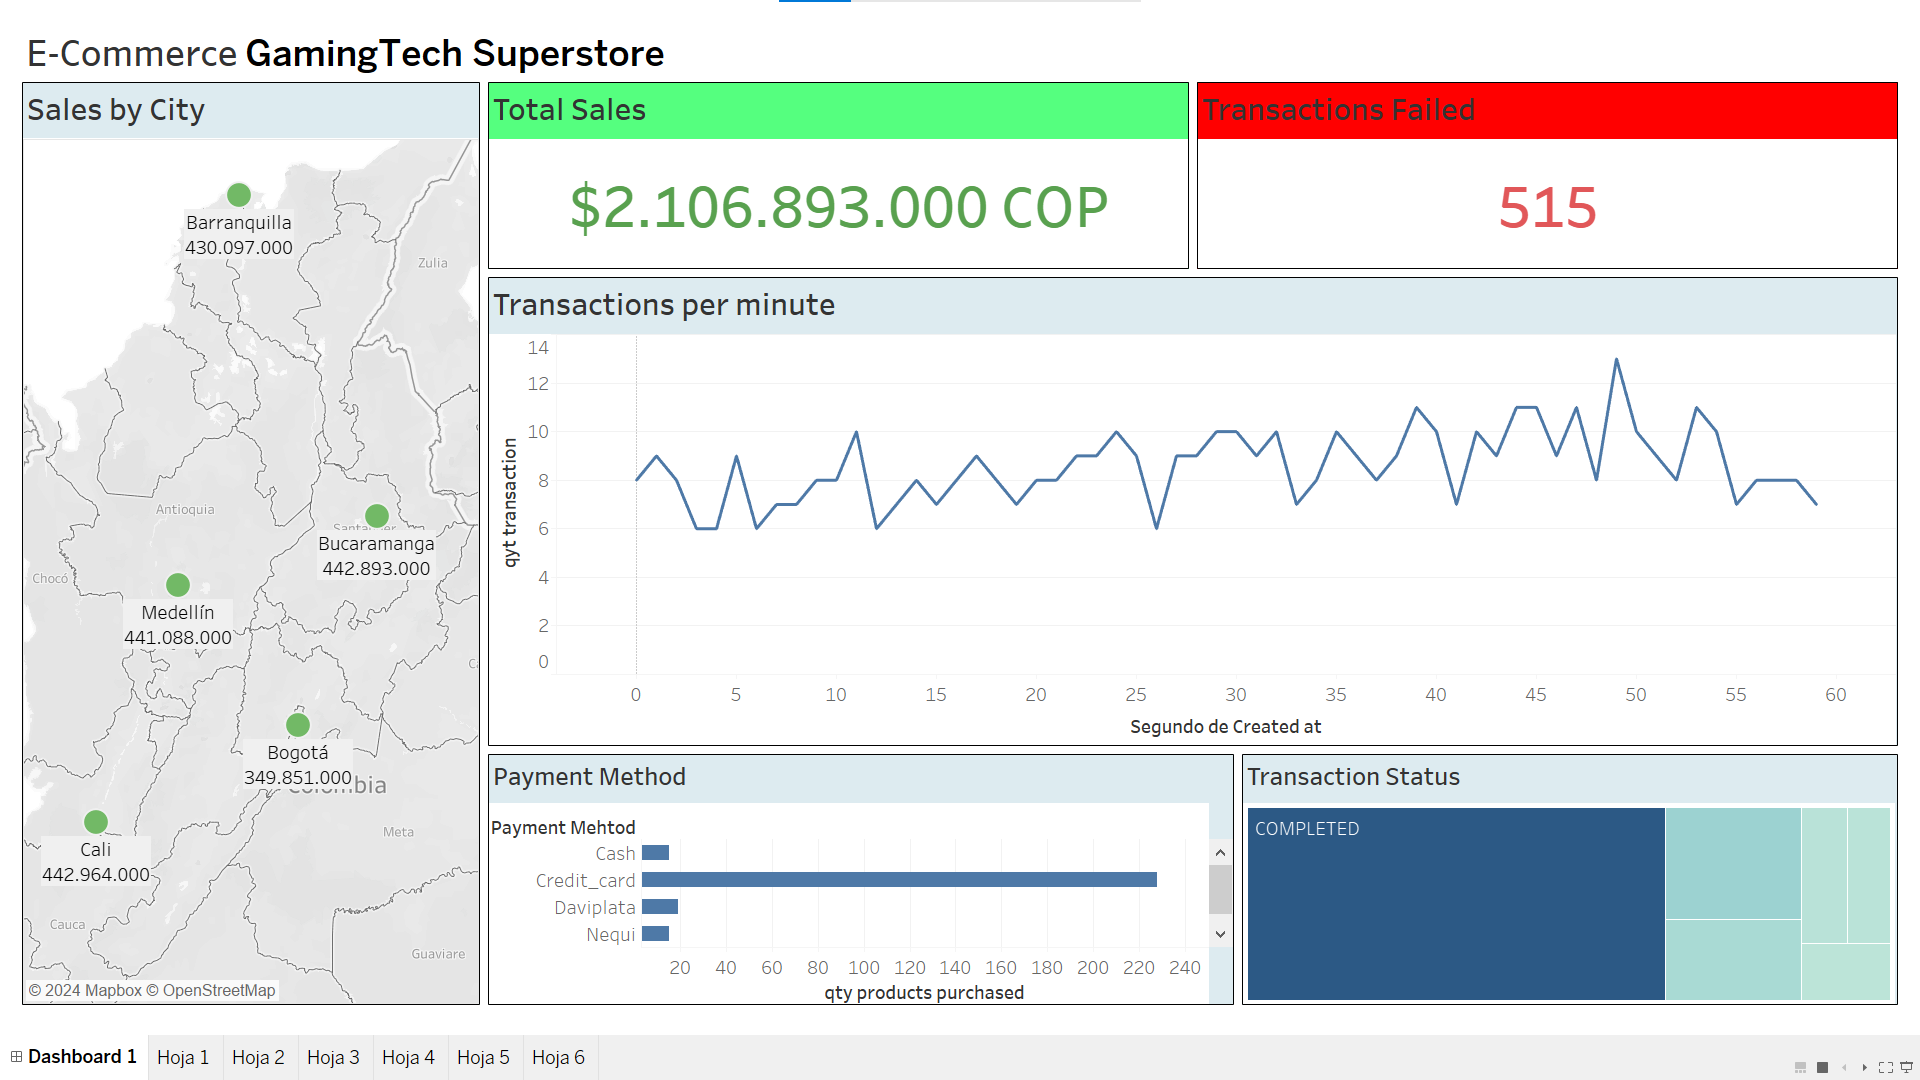 E-Commerce GamingTech Superstore
Sales by City
Barranquilla
430.097.000
Zulia
Antioquia
Santander
Bucaramanga
442.893.000
Chocó
Medellín
441.088.000
Bogotá
349.851.000
Colombia
Meta
Cali
442.964.000
Cauca
Guaviare
© 2024 Mapbox © OpenStreetMap
Total Sales
$2.106.893.000 COP
Transactions Failed
515
Transactions per minute
qyt transaction
14
12
10
8
6
4
2
0
0 5 10 15 20 25 30 35 40 45 50 55 60
Segundo de Created at
Payment Method
Payment Mehtod
Cash
Credit_card
Daviplata
Nequi
20 40 60 80 100 120 140 160 180 200 220 240
qty products purchased
Transaction Status
COMPLETED
Dashboard 1 Hoja 1 Hoja 2 Hoja 3 Hoja 4 Hoja 5 Hoja 6